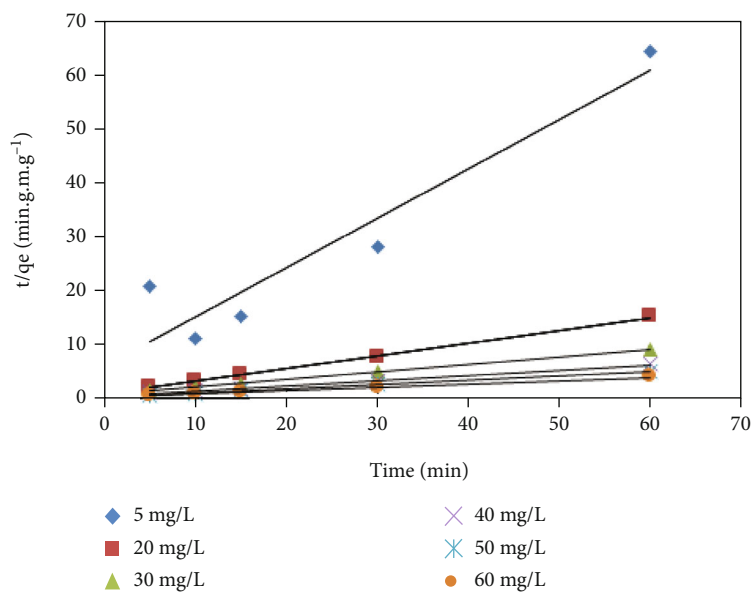 70
60
50
40
30
20
10
0
t/qe (min.g.m.g⁻¹)
0 10 20 30 40 50 60 70
Time (min)
5 mg/L
20 mg/L
30 mg/L
40 mg/L
50 mg/L
60 mg/L